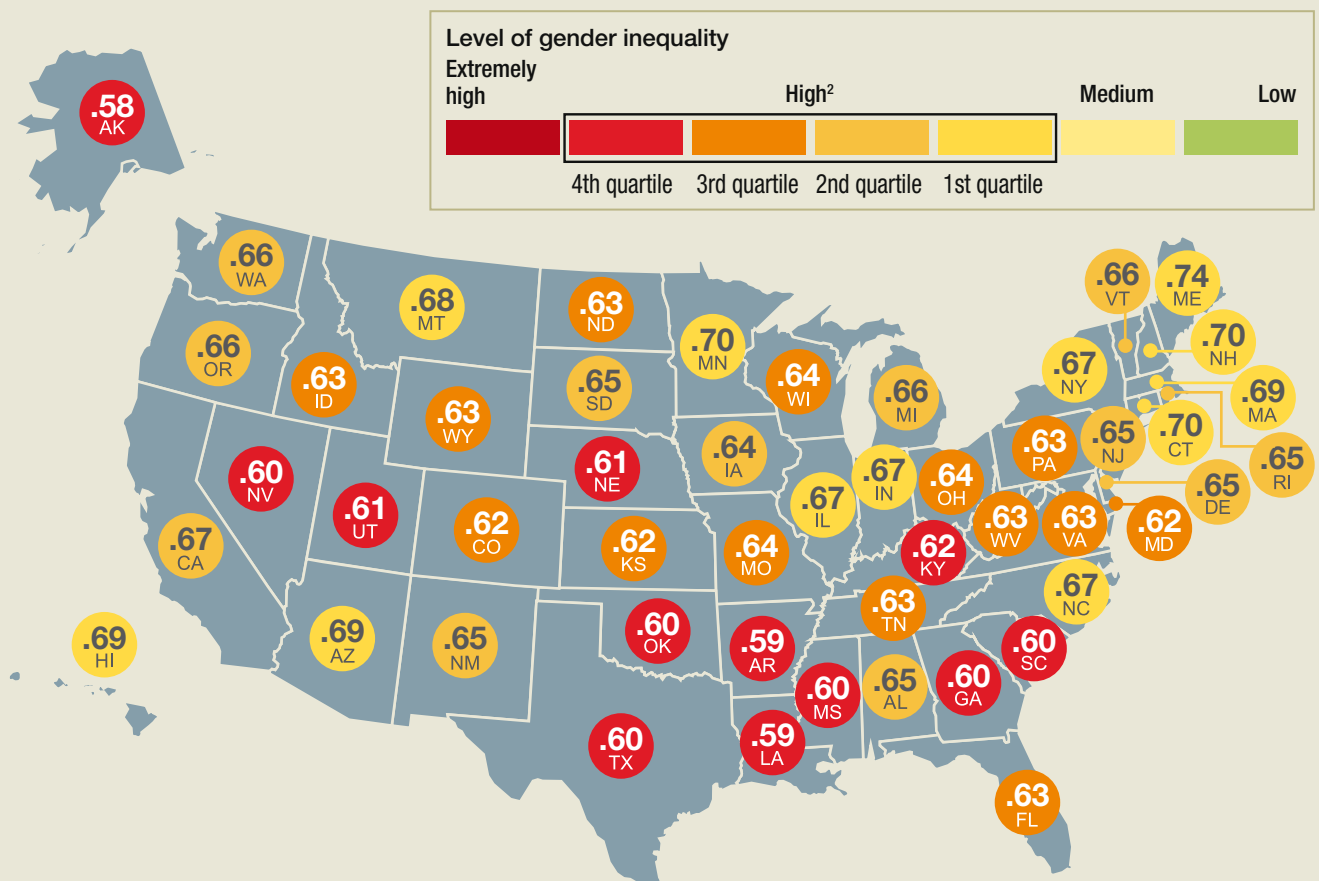 Level of gender inequality
Extremely
high
High²
Medium
Low
4th quartile
3rd quartile
2nd quartile
1st quartile
.58
AK
.66
WA
.68
MT
.63
ND
.70
MN
.66
VT
.74
ME
.66
OR
.63
ID
.63
WY
.65
SD
.64
WI
.66
MI
.67
NY
.70
NH
.69
MA
.60
NV
.61
UT
.61
NE
.64
IA
.67
IL
.67
IN
.64
OH
.63
PA
.65
NJ
.70
CT
.65
RI
.65
DE
.67
CA
.62
CO
.62
KS
.64
MO
.62
KY
.63
WV
.63
VA
.62
MD
.69
HI
.69
AZ
.65
NM
.60
OK
.59
AR
.63
TN
.67
NC
.60
SC
.60
TX
.59
LA
.60
MS
.65
AL
.60
GA
.63
FL